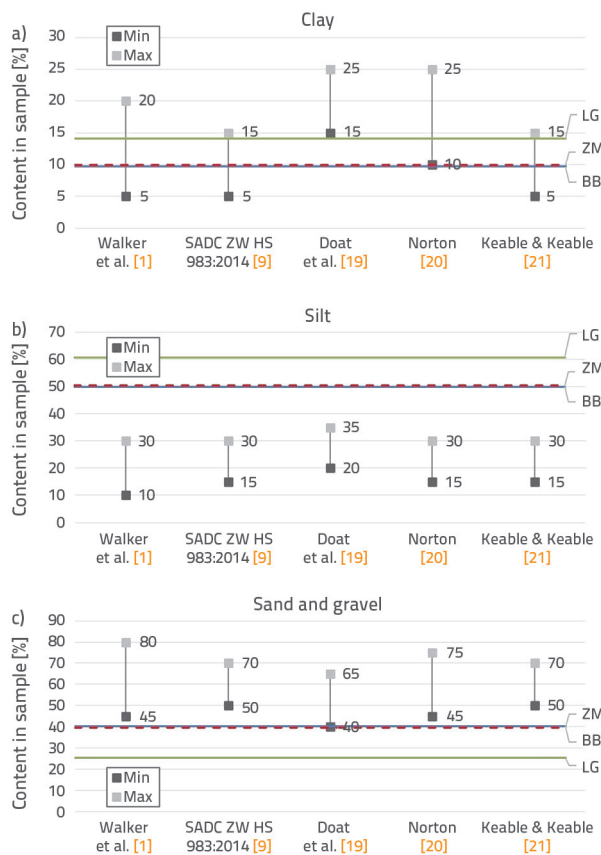 a)
Clay
Content in sample [%]
30
25
20
15
10
5
0
Min
Max
20
5
15
5
25
15
25
10
15
5
LG
ZM
BB
Walker
et al. [1]
SADC ZW HS
983:2014 [9]
Doat
et al. [19]
Norton
[20]
Keable & Keable
[21]
b)
Silt
Content in sample [%]
70
60
50
40
30
20
10
0
Min
Max
30
10
30
15
35
20
30
15
30
15
LG
ZM
BB
Walker
et al. [1]
SADC ZW HS
983:2014 [9]
Doat
et al. [19]
Norton
[20]
Keable & Keable
[21]
c)
Sand and gravel
Content in sample [%]
90
80
70
60
50
40
30
20
10
0
80
45
70
50
65
40
75
45
70
50
ZM
BB
LG
Min
Max
Walker
et al. [1]
SADC ZW HS
983:2014 [9]
Doat
et al. [19]
Norton
[20]
Keable & Keable
[21]